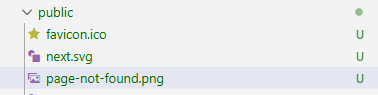 public
favicon.ico U
next.svg U
page-not-found.png U